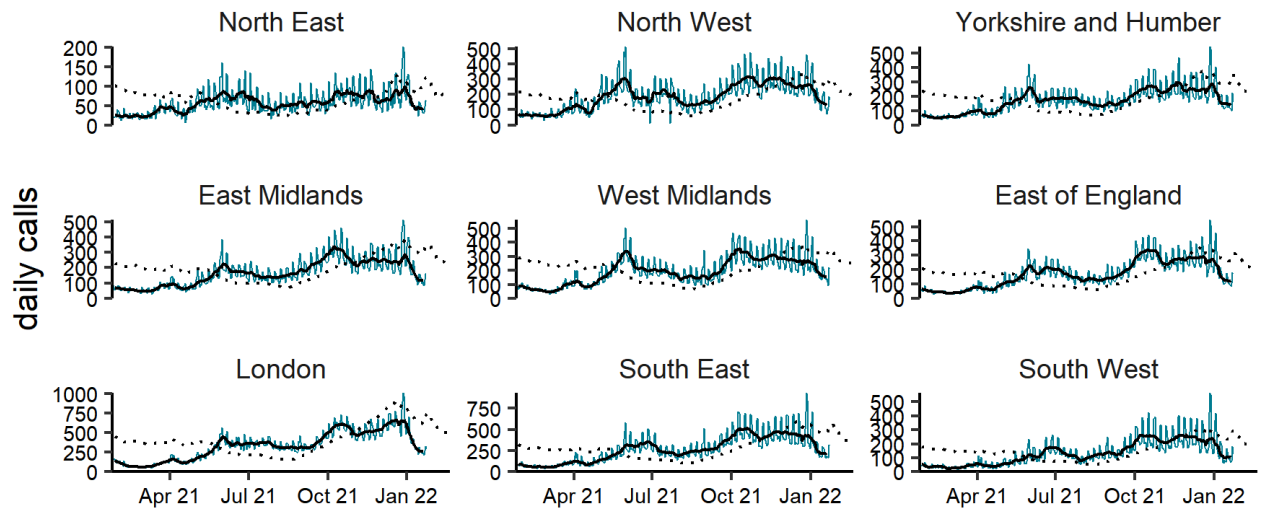 North East North West Yorkshire and Humber
200 500 500
150 400 400
100 300 300
50 200 200
0 100 100
0 0
East Midlands West Midlands East of England
500 500 500
400 400 400
300 300 300
200 200 200
100 100 100
0 0 0
daily calls
London South East South West
1000 750 500
750 500 400
500 250 300
250 0 200
0 100
0
Apr 21 Jul 21 Oct 21 Jan 22 Apr 21 Jul 21 Oct 21 Jan 22 Apr 21 Jul 21 Oct 21 Jan 22